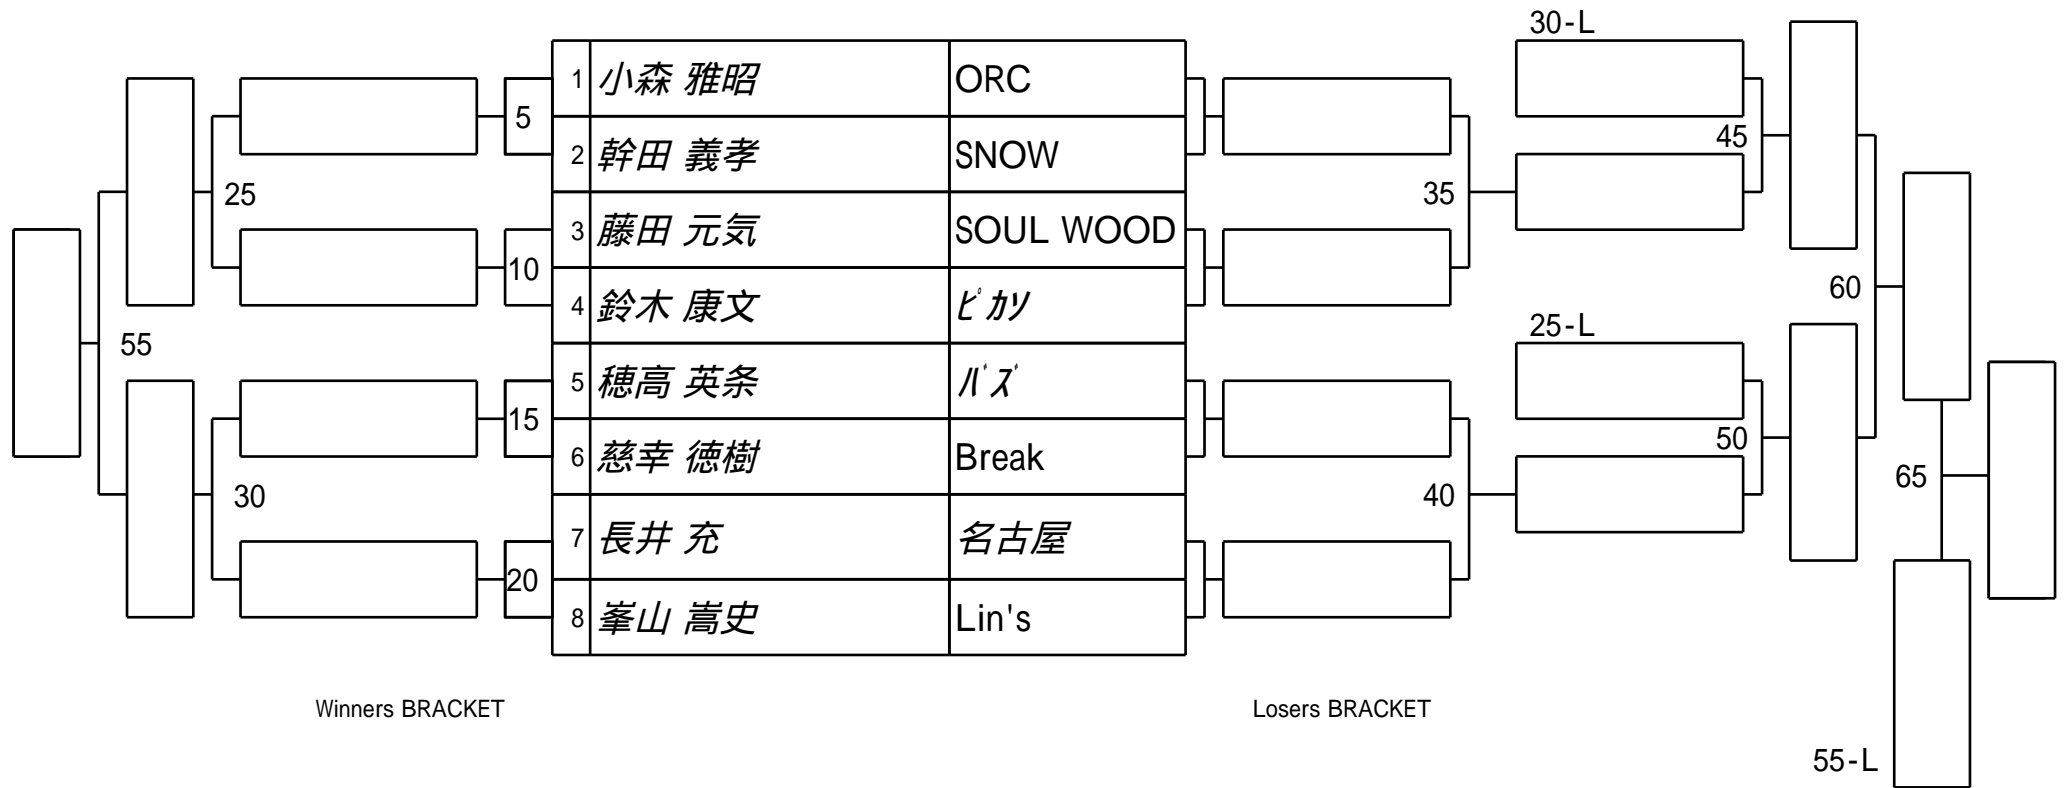 30-L
1 小森 雅昭 ORC
5
45
2 幹田 義孝 SNOW
25
35
3 藤田 元気 SOUL WOOD
10
4 鈴木 康文 ﾋﾟｶｿ
60
25-L
55
5 穂高 英条 ﾊﾞｽﾞ
15
50
6 慈幸 徳樹 Break
65
30
40
7 長井 充 名古屋
20
8 峯山 嵩史 Lin's
Winners BRACKET
Losers BRACKET
55-L